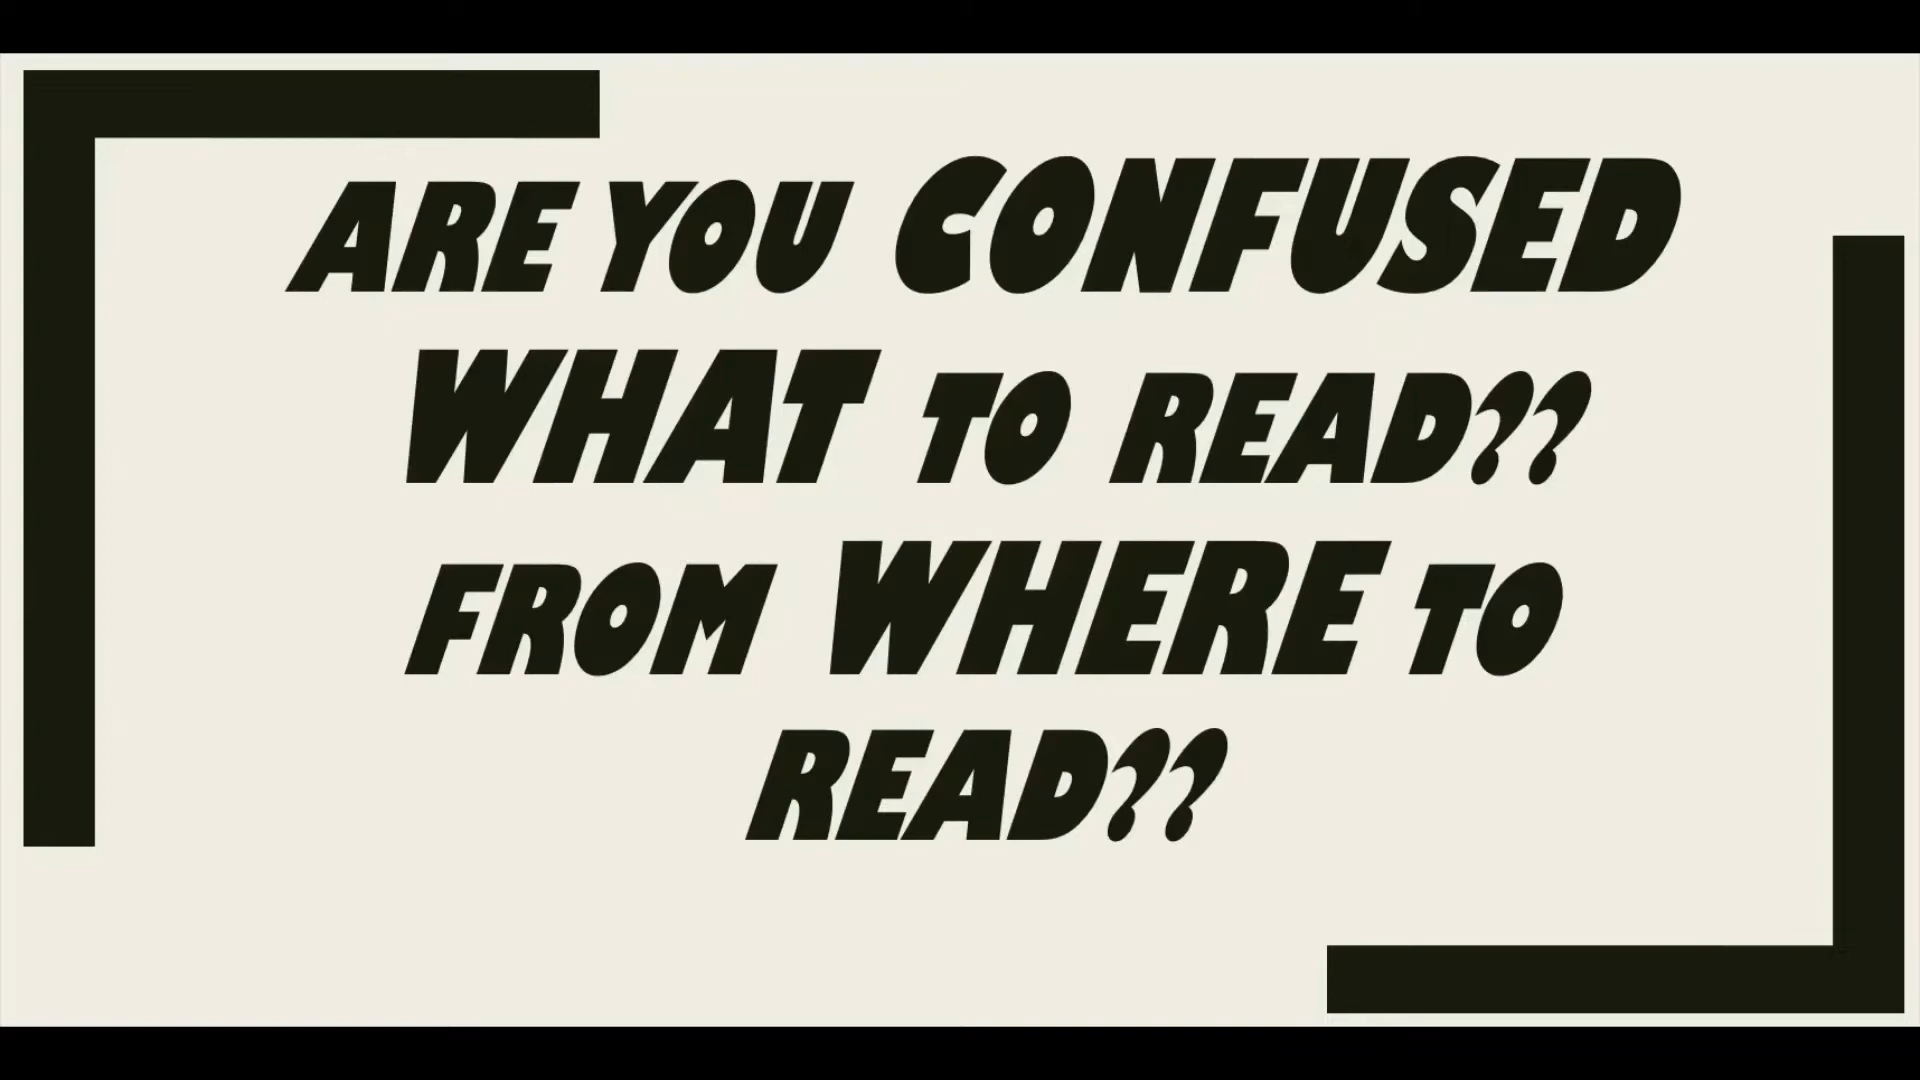 ARE YOU CONFUSED
WHAT TO READ??
FROM WHERE TO
READ??